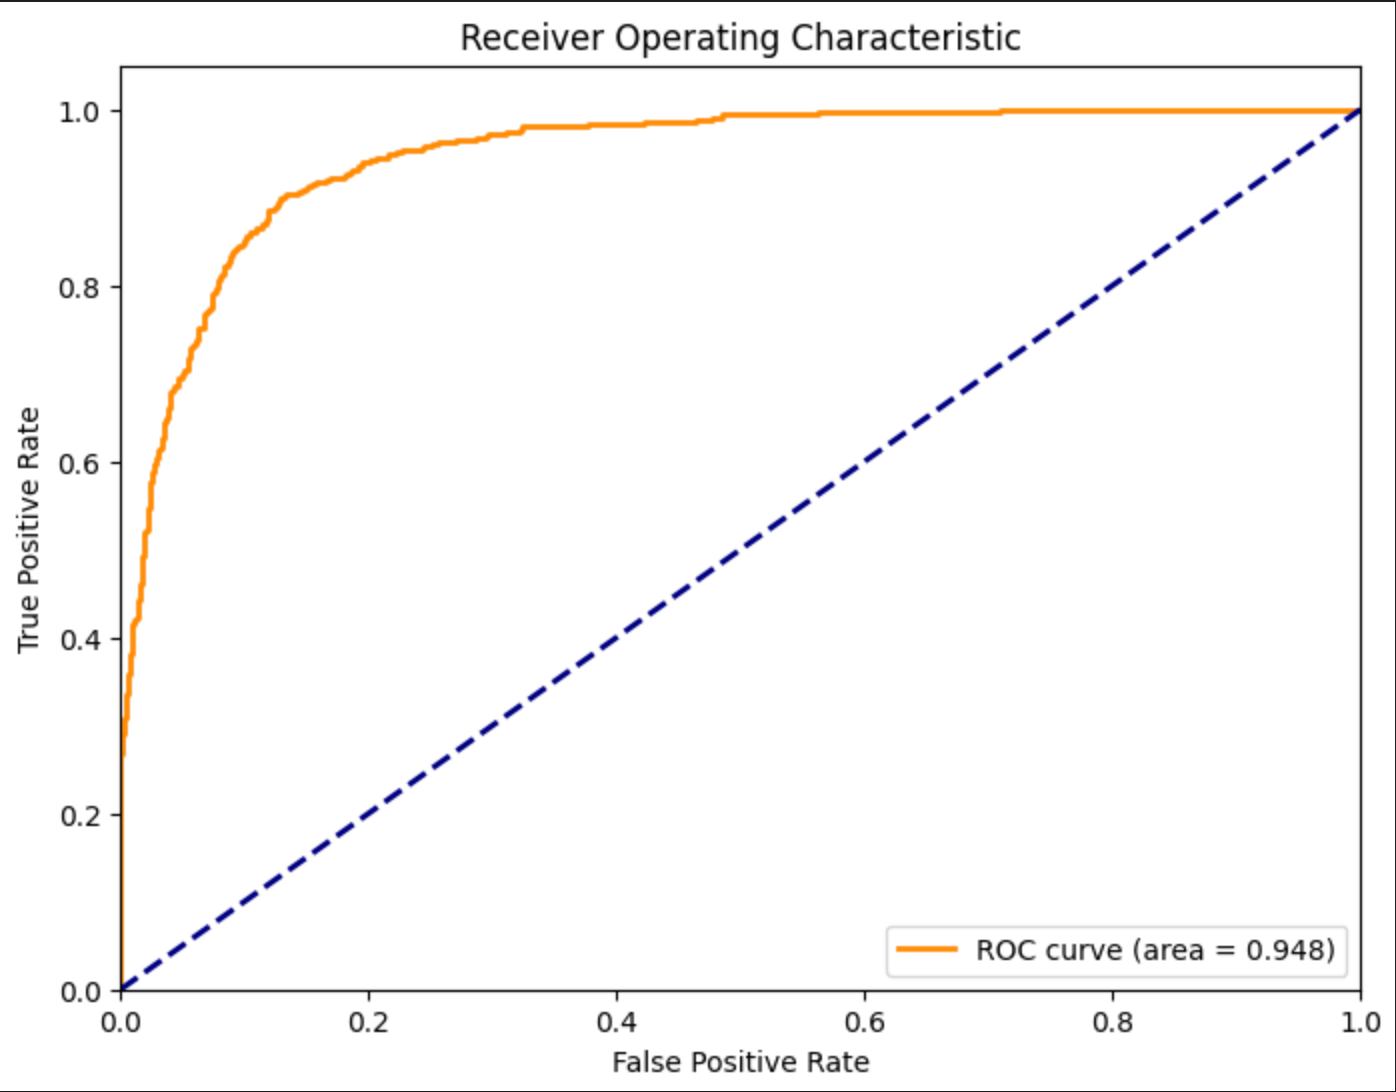 Receiver Operating Characteristic
1.0
0.8
0.6
0.4
0.2
0.0
True Positive Rate
0.0 0.2 0.4 0.6 0.8 1.0
False Positive Rate
ROC curve (area = 0.948)